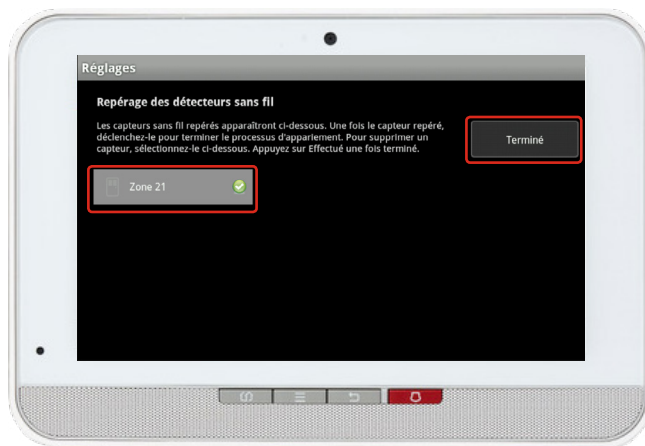 Réglages
Repérage des détecteurs sans fil
Les capteurs sans fil repérés apparaîtront ci-dessous. Une fois le capteur repéré,
déclenchez-le pour terminer le processus d'appariement. Pour supprimer un
capteur, sélectionnez-le ci-dessous. Appuyez sur Effectué une fois terminé.
Terminé
Zone 21